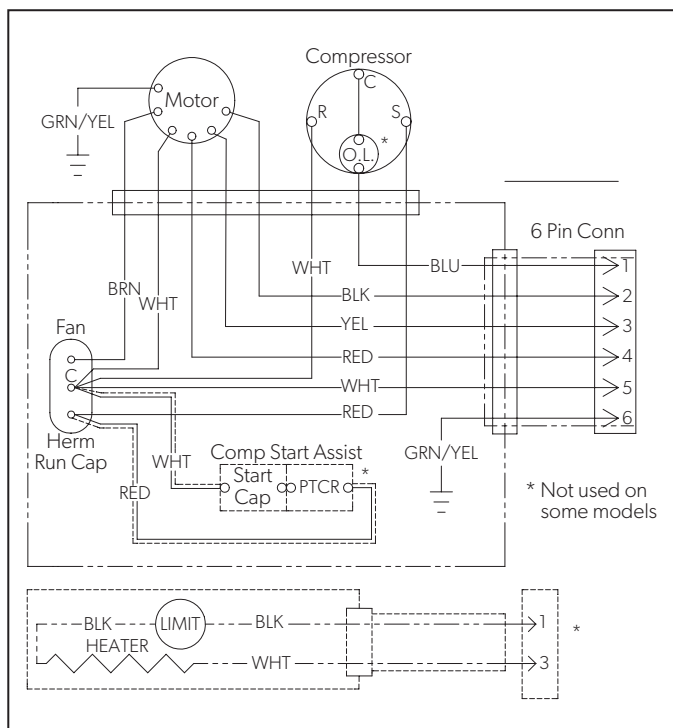 Compressor
C
Motor
R
S
*
O.L.
GRN/YEL
6 Pin Conn
WHT
BLU
1
BRN
WHT
BLK
2
Fan
YEL
3
C
RED
4
WHT
5
RED
6
Herm
Run Cap
WHT
Comp Start Assist
GRN/YEL
RED
Start
Cap
PTCR
*
* Not used on
some models
BLK
LIMIT
BLK
1
*
HEATER
WHT
3